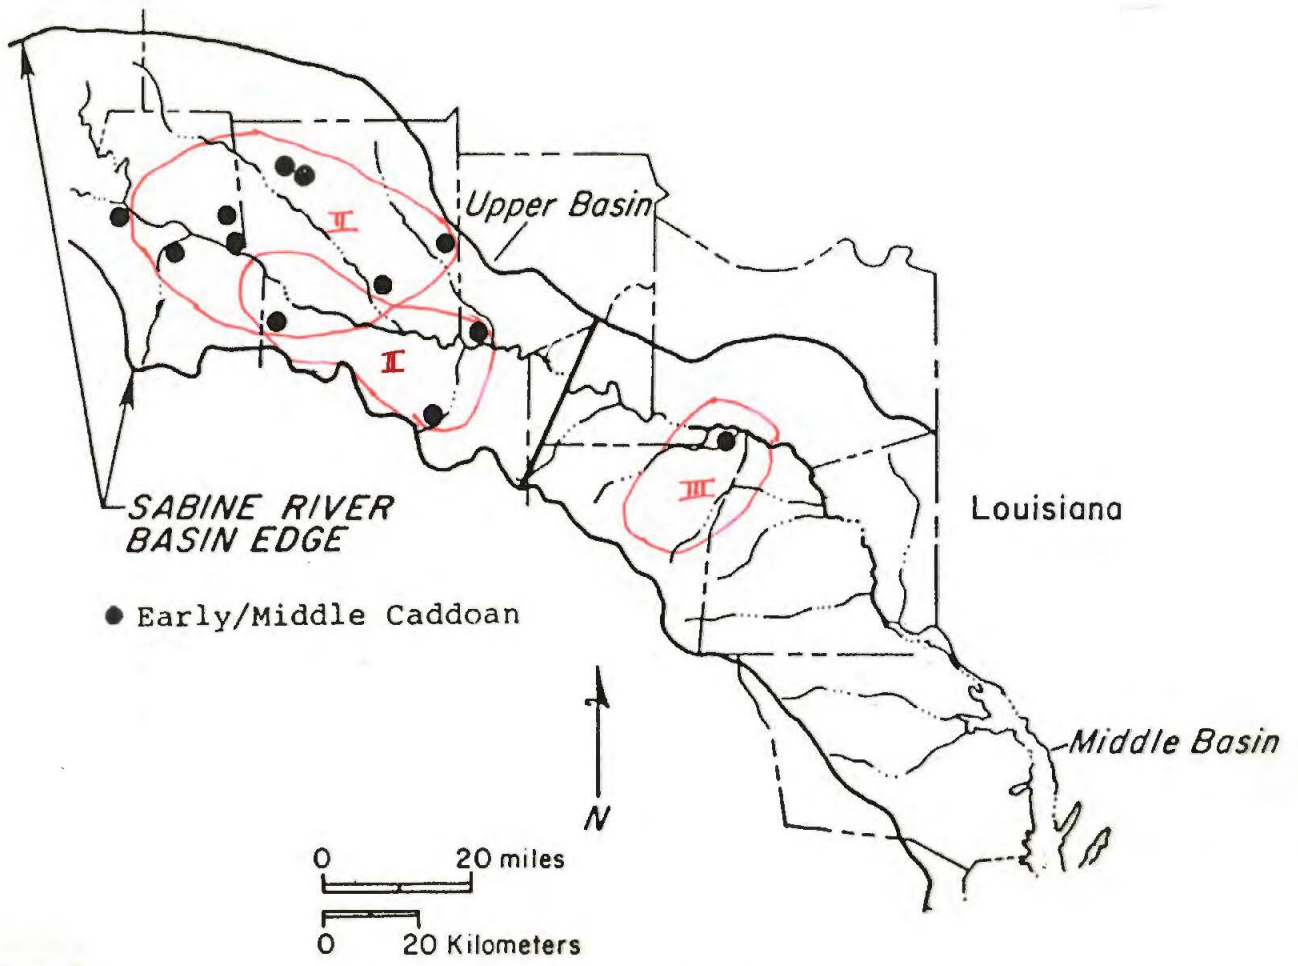 Upper Basin
II
II
III
SABINE RIVER
BASIN EDGE
Louisiana
Early/Middle Caddoan
Middle Basin
N
0 20 miles
0 20 Kilometers